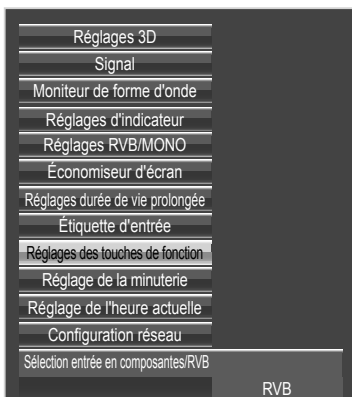 Réglages 3D
Signal
Moniteur de forme d'onde
Réglages d'indicateur
Réglages RVB/MONO
Économiseur d'écran
Réglages durée de vie prolongée
Étiquette d'entrée
Réglages des touches de fonction
Réglage de la minuterie
Réglage de l'heure actuelle
Configuration réseau
Sélection entrée en composantes/RVB
RVB